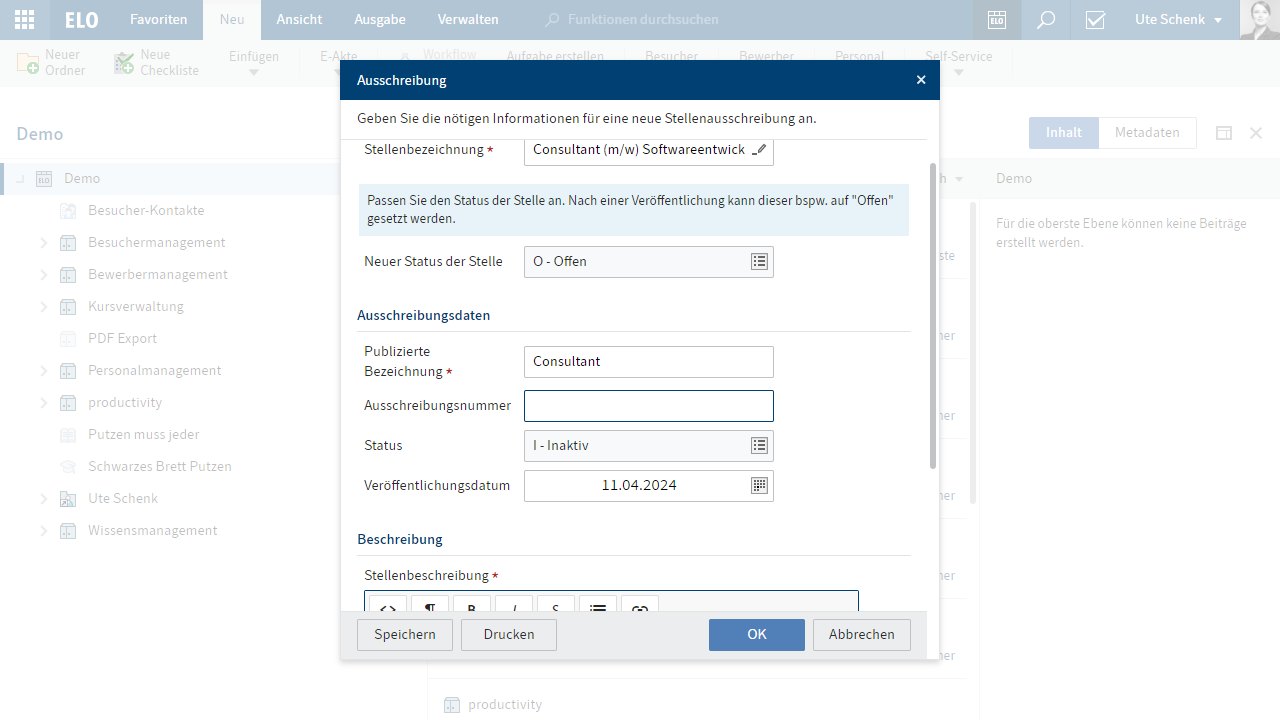 ELO
Favoriten
Neu
Ansicht
Ausgabe
Verwalten
Funktionen durchsuchen
ELO
Ute Schenk
Neuer
Ordner
Neue
Checkliste
Einfügen
E-Akte
Workflow
Aufgabe erstellen
Besucher
Bewerber
Personal
Self-Service
Demo
Inhalt
Metadaten
ELO
Demo
Besucher-Kontakte
Besuchermanagement
Bewerbermanagement
Kursverwaltung
PDF Export
Personalmanagement
productivity
Putzen muss jeder
Schwarzes Brett Putzen
Ute Schenk
Wissensmanagement
Ausschreibung
Geben Sie die nötigen Informationen für eine neue Stellenausschreibung an.
Stellenbezeichnung *
Consultant (m/w) Softwareentwick
Passen Sie den Status der Stelle an. Nach einer Veröffentlichung kann dieser bspw. auf "Offen"
gesetzt werden.
Neuer Status der Stelle
O - Offen
Ausschreibungsdaten
Publizierte
Bezeichnung *
Consultant
Ausschreibungsnummer
Status
I - Inaktiv
Veröffentlichungsdatum
11.04.2024
Beschreibung
Stellenbeschreibung *
Speichern
Drucken
OK
Abbrechen
productivity
Demo
Für die oberste Ebene können keine Beiträge
erstellt werden.